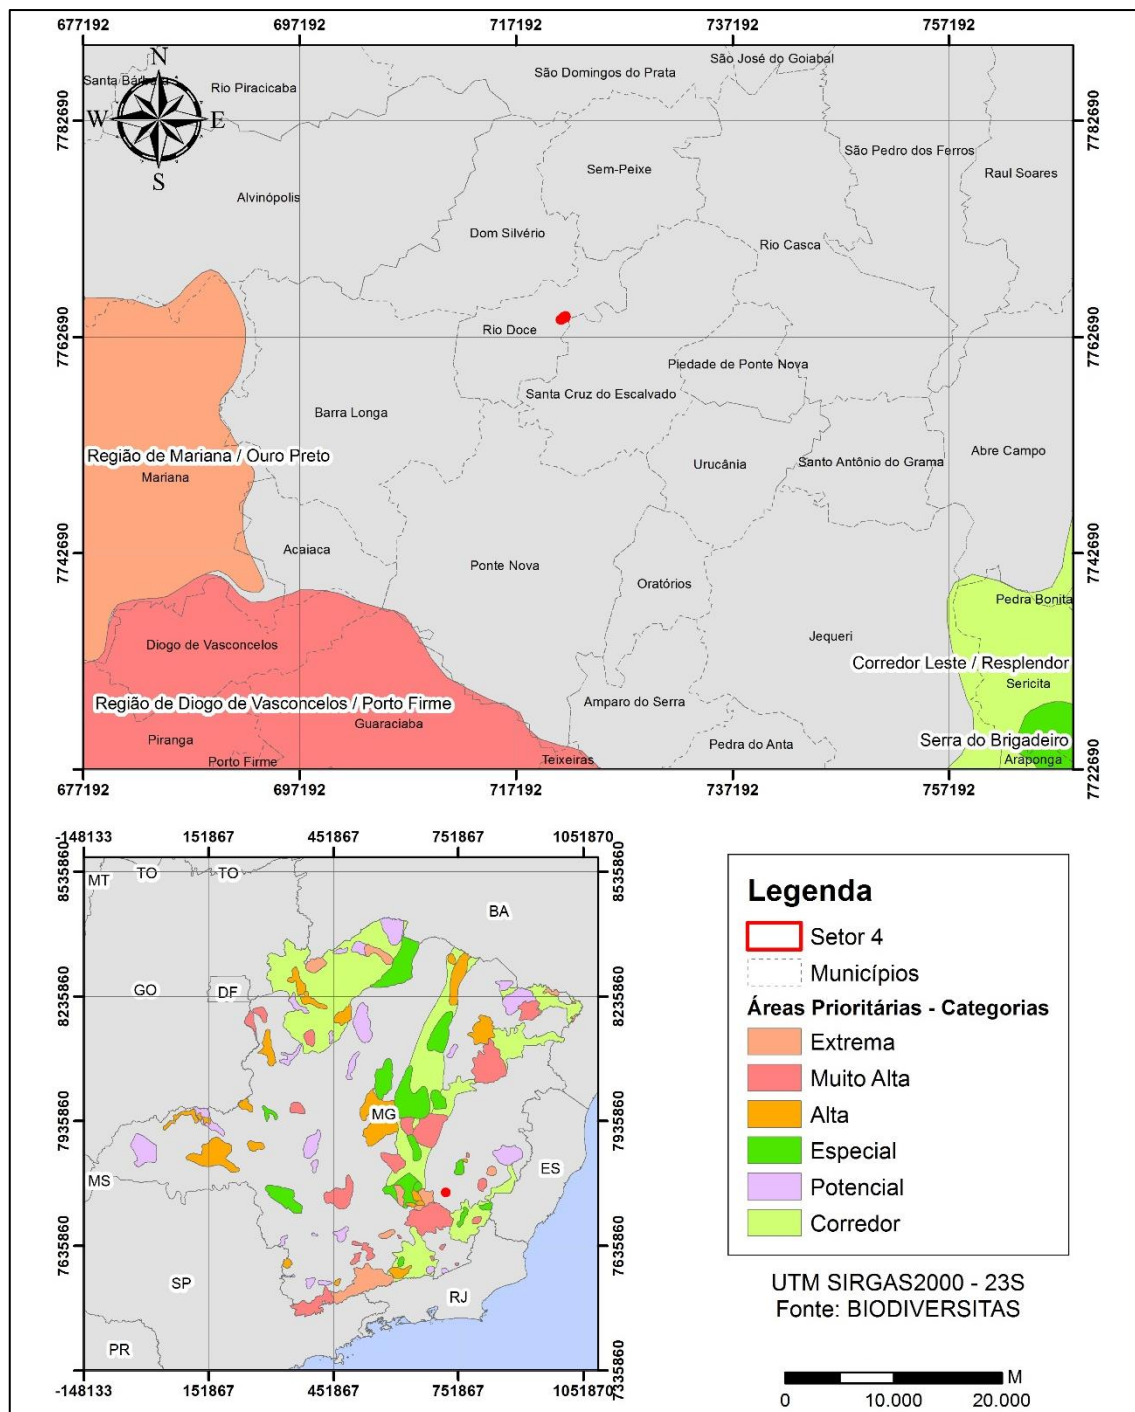 677192 697192 717192 737192 757192
N
W E
S
Santa Bárbara
Rio Piracicaba
São Domingos do Prata
São José do Goiabal
7782690
7782690
São Pedro dos Ferros
Raul Soares
Sem-Peixe
Alvinópolis
Dom Silvério
Rio Casca
7762690
Rio Doce
7762690
Piedade de Ponte Nova
Santa Cruz do Escalvado
Barra Longa
Região de Mariana / Ouro Preto
Mariana
Urucânia
Santo Antônio do Grama
Abre Campo
7742690
Acaiaca
Ponte Nova
Oratórios
7742690
Pedra Bonita
Diogo de Vasconcelos
Jequeri
Corredor Leste / Resplendor
Sericita
Região de Diogo de Vasconcelos / Porto Firme
Amparo do Serra
Guaraciaba
Piranga
Pedra do Anta
Serra do Brigadeiro
Porto Firme
Teixeiras
Araponga
7722690
677192 697192 717192 737192 757192
-148133 151867 451867 751867 1051870
8535860
MT
TO
TO
8535860
BA
8235860
GO
DF
8235860
7935860
MG
7935860
MS
ES
7635860
SP
7635860
RJ
PR
7335860
-148133 151867 451867 751867 1051870
Legenda
Setor 4
Municípios
Áreas Prioritárias - Categorias
Extrema
Muito Alta
Alta
Especial
Potencial
Corredor
UTM SIRGAS2000 - 23S
Fonte: BIODIVERSITAS
M
0 10.000 20.000